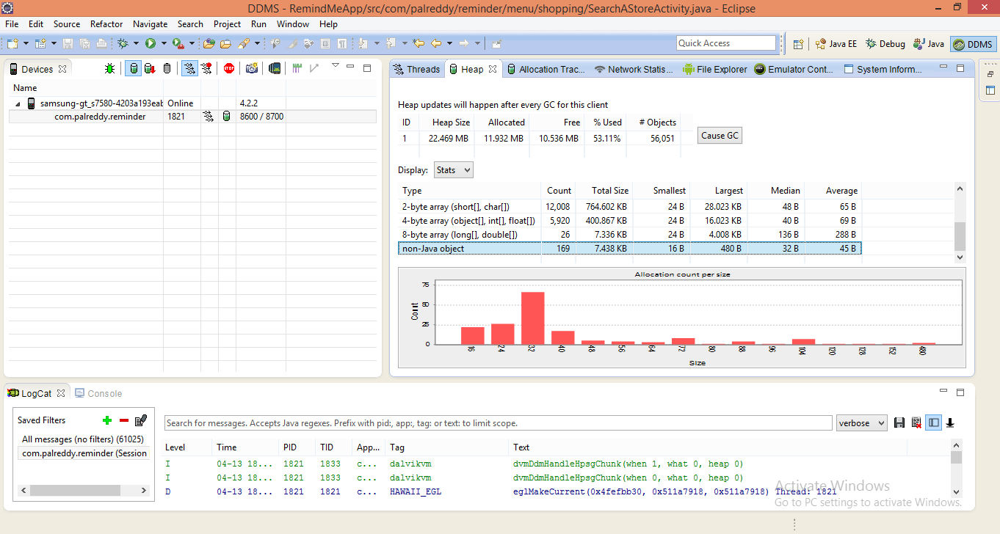 DDMS - RemindMeApp/src/com/palreddy/reminder/menu/shopping/SearchAStoreActivity.java - Eclipse
File Edit Source Refactor Navigate Search Project Run Window Help
Quick Access Java EE Debug Java DDMS
Devices
Name
samsung-gt_s7580-4203a193eab Online 4.2.2
com.palreddy.reminder 1821 8600 / 8700
Threads Heap Allocation Trac... Network Statis... File Explorer Emulator Cont... System Inform...
Heap updates will happen after every GC for this client
ID Heap Size Allocated Free % Used # Objects
1 22.469 MB 11.932 MB 10.536 MB 53.11% 56,051
Cause GC
Display: Stats
Type Count Total Size Smallest Largest Median Average
2-byte array (short[], char[]) 12,008 764.602 KB 24 B 28.023 KB 48 B 65 B
4-byte array (object[], int[], float[]) 5,920 400.867 KB 24 B 16.023 KB 40 B 69 B
8-byte array (long[], double[]) 26 7.336 KB 24 B 4.008 KB 136 B 288 B
non-Java object 169 7.438 KB 16 B 480 B 32 B 45 B
Allocation count per size
Count
75
50
25
0
16 24 32 40 48 56 64 72 80 88 96 104 120 128 152 480
Size
LogCat Console
Saved Filters
All messages (no filters) (61025)
com.palreddy.reminder (Session
Search for messages. Accepts Java regexes. Prefix with pid:, app:, tag: or text: to limit scope. verbose
Level Time PID TID App... Tag Text
I 04-13 18... 1821 1833 c... dalvikvm dvmDdmHandleHpsgChunk(when 1, what 0, heap 0)
I 04-13 18... 1821 1833 c... dalvikvm dvmDdmHandleHpsgChunk(when 0, what 0, heap 0)
D 04-13 18... 1821 1821 c... HAWAII_EGL eglMakeCurrent(0x4fefbb30, 0x511a7918, 0x511a7918) Thread: 1821
Activate Windows
Go to PC settings to activate Windows.